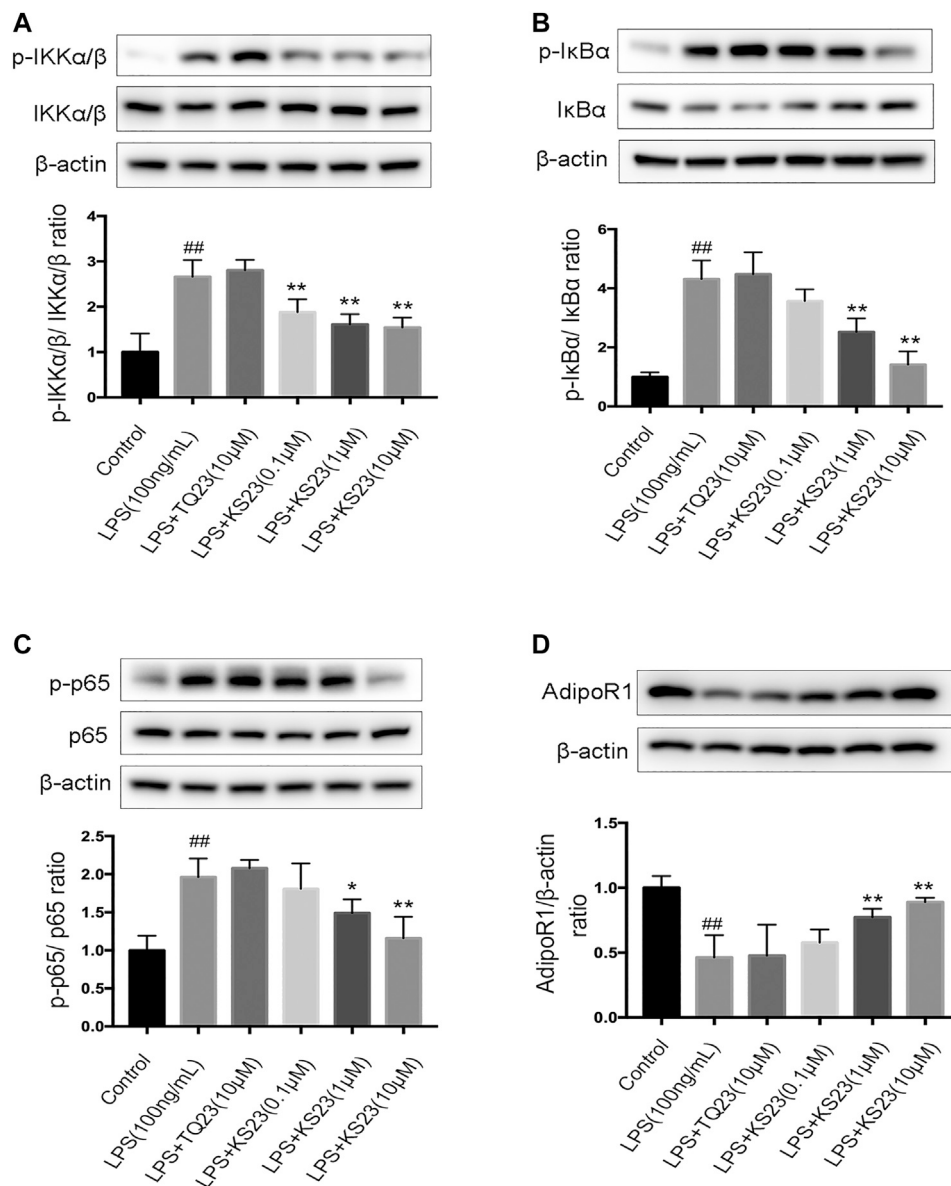 A
p-IKKα/β
IKKα/β
β-actin
p-IKKα/β/ IKKα/β ratio
4
3
2
1
0
##
**
**
**
Control
LPS(100ng/mL)
LPS+TQ23(10μM)
LPS+KS23(0.1μM)
LPS+KS23(1μM)
LPS+KS23(10μM)
B
p-IκBα
IκBα
β-actin
p-IκBα/ IκBα ratio
6
4
2
0
##
**
**
Control
LPS(100ng/mL)
LPS+TQ23(10μM)
LPS+KS23(0.1μM)
LPS+KS23(1μM)
LPS+KS23(10μM)
C
p-p65
p65
β-actin
p-p65/ p65 ratio
2.5
2.0
1.5
1.0
0.5
0.0
##
*
**
Control
LPS(100ng/mL)
LPS+TQ23(10μM)
LPS+KS23(0.1μM)
LPS+KS23(1μM)
LPS+KS23(10μM)
D
AdipoR1
β-actin
AdipoR1/β-actin
ratio
1.5
1.0
0.5
0.0
##
**
**
Control
LPS(100ng/mL)
LPS+TQ23(10μM)
LPS+KS23(0.1μM)
LPS+KS23(1μM)
LPS+KS23(10μM)